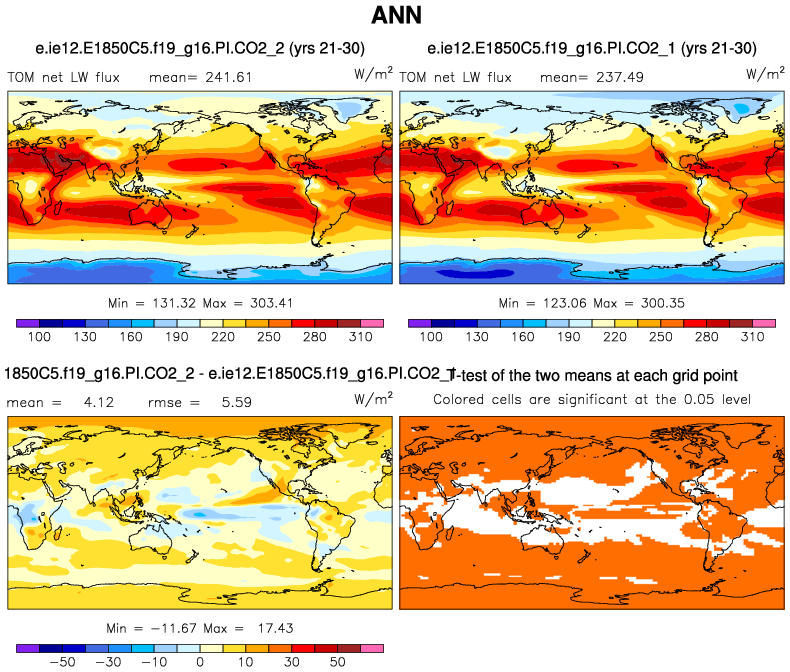 ANN
e.ie12.E1850C5.f19_g16.PI.CO2_2 (yrs 21-30)
TOM net LW flux mean= 241.61 W/m²
Min = 131.32 Max = 303.41
100 130 160 190 220 250 280 310
e.ie12.E1850C5.f19_g16.PI.CO2_1 (yrs 21-30)
TOM net LW flux mean= 237.49 W/m²
Min = 123.06 Max = 300.35
100 130 160 190 220 250 280 310
1850C5.f19_g16.PI.CO2_2 - e.ie12.E1850C5.f19_g16.PI.CO2_
mean = 4.12 rmse = 5.59 W/m²
Min = −11.67 Max = 17.43
−50 −30 −10 0 10 30 50
T-test of the two means at each grid point
Colored cells are significant at the 0.05 level